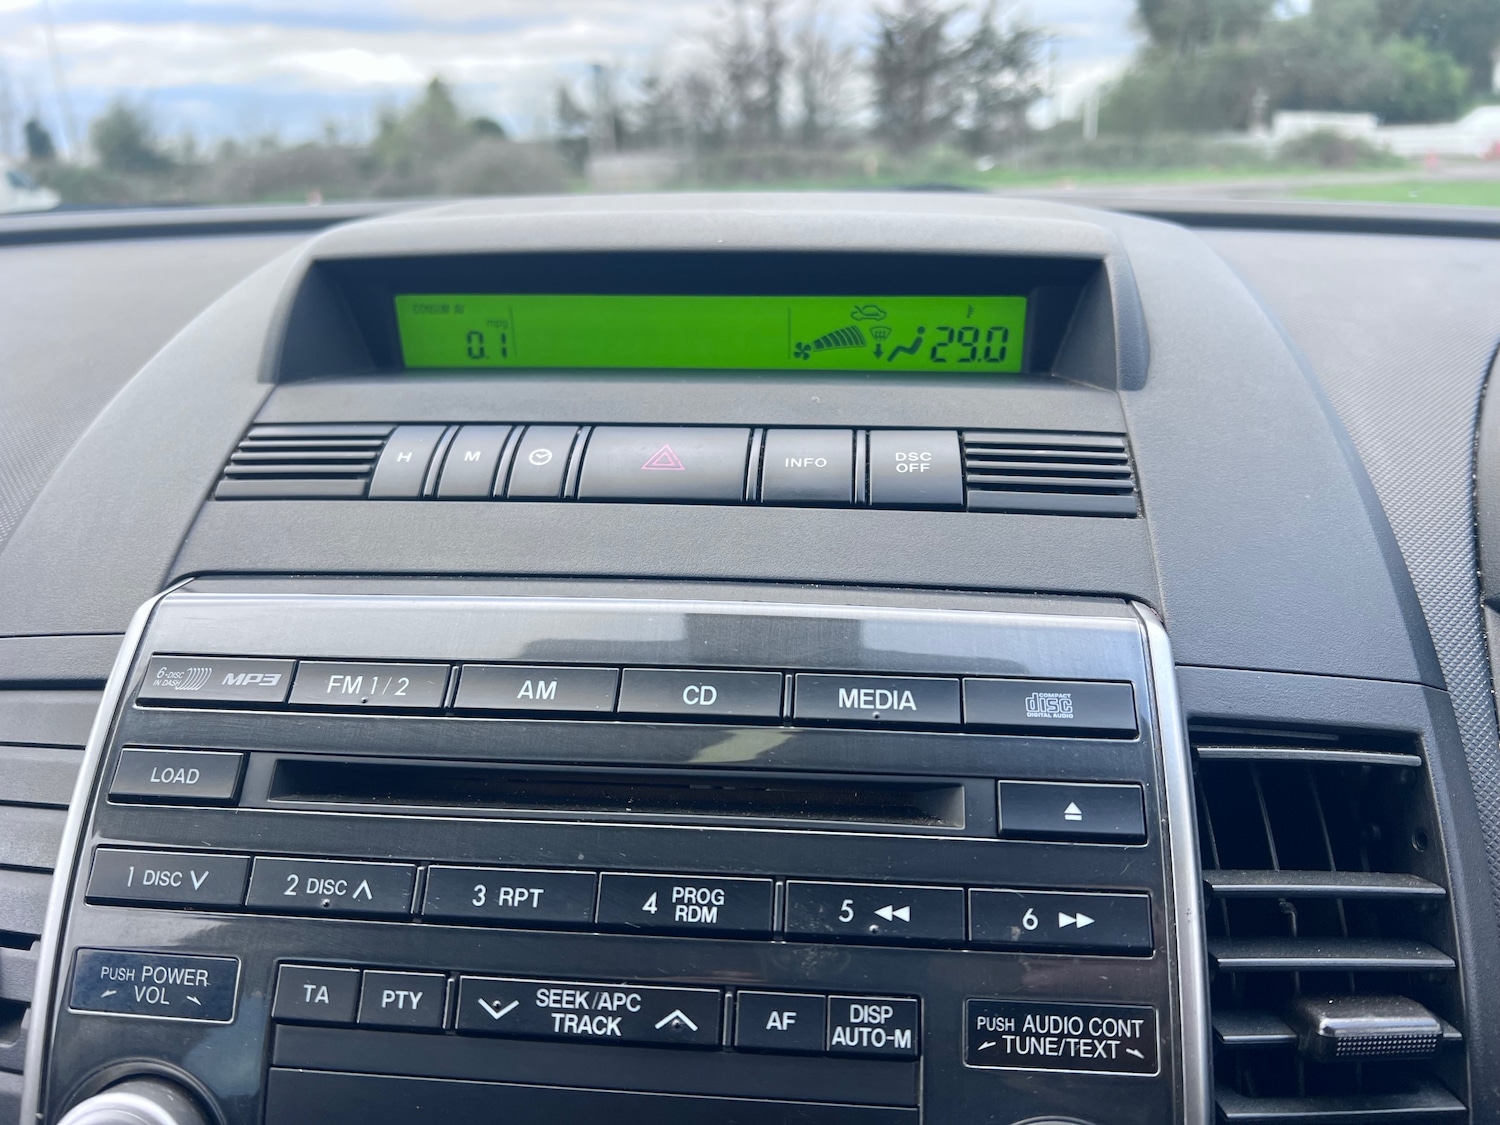 CONSUM AV
mpg
0.1
29.0
H
M
INFO
DSC
OFF
6-DISC
IN DASH
MP3
FM 1/2
AM
CD
MEDIA
COMPACT
disc
DIGITAL AUDIO
LOAD
1 DISC
2 DISC
3 RPT
4 PROG
RDM
5
6
PUSH POWER
VOL
TA
PTY
SEEK/APC
TRACK
AF
DISP
AUTO-M
PUSH AUDIO CONT
TUNE/TEXT